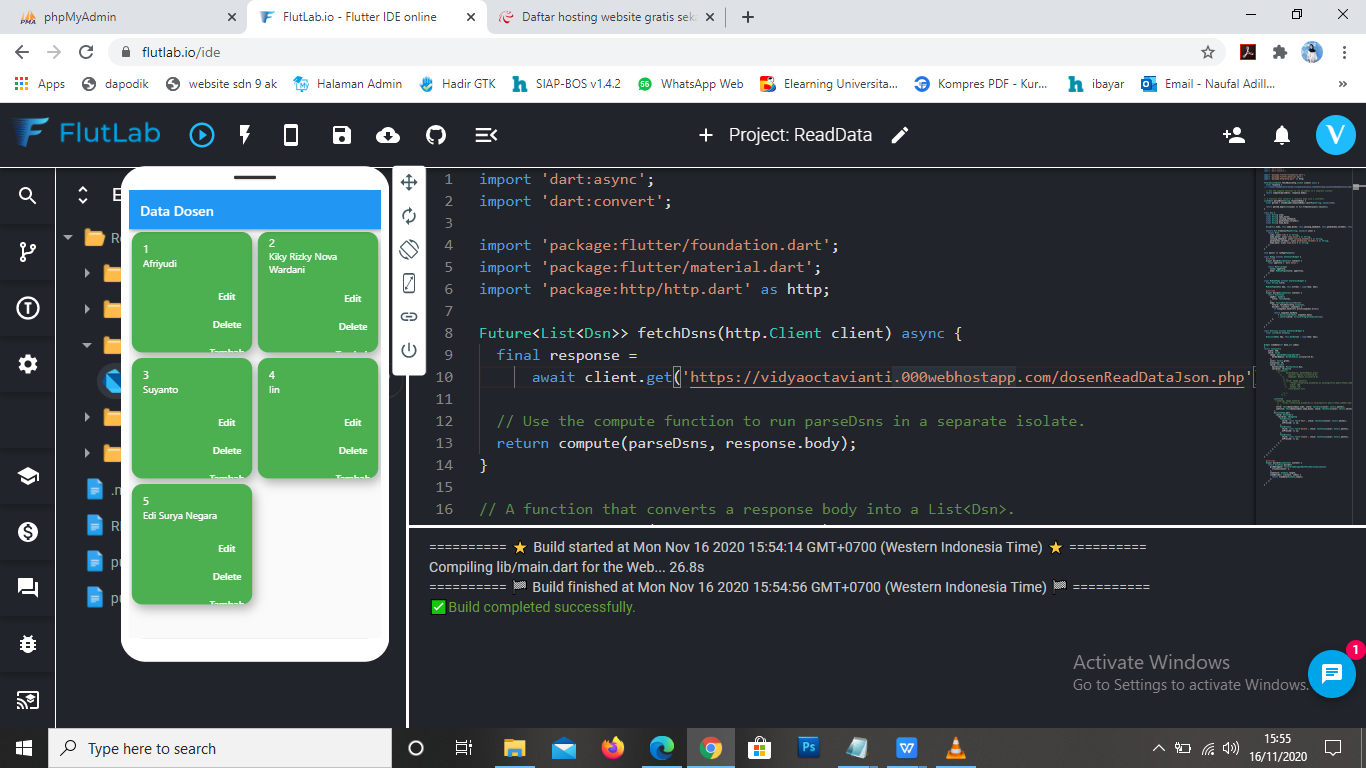 phpMyAdmin
FlutLab.io - Flutter IDE online
Daftar hosting website gratis sek
flutlab.io/ide
Apps
dapodik
website sdn 9 ak
Halaman Admin
Hadir GTK
SIAP-BOS v1.4.2
WhatsApp Web
Elearning Universita...
Kompres PDF - Kur...
ibayar
Email - Naufal Adill...
FlutLab
Project: ReadData
V
Data Dosen
1
Afriyudi
Edit
Delete
Tambah
2
Kiky Rizky Nova
Wardani
Edit
Delete
3
Suyanto
Edit
Delete
Tambah
4
Iin
Edit
Delete
Tambah
5
Edi Surya Negara
Edit
Delete
Tambah
1 import 'dart:async';
2 import 'dart:convert';
3
4 import 'package:flutter/foundation.dart';
5 import 'package:flutter/material.dart';
6 import 'package:http/http.dart' as http;
7
8 Future<List<Dsn>> fetchDsns(http.Client client) async {
9 final response =
10 await client.get('https://vidyaoctavianti.000webhostapp.com/dosenReadDataJson.php'
11
12 // Use the compute function to run parseDsns in a separate isolate.
13 return compute(parseDsns, response.body);
14 }
15
16 // A function that converts a response body into a List<Dsn>.
========== ⭐ Build started at Mon Nov 16 2020 15:54:14 GMT+0700 (Western Indonesia Time) ⭐ ==========
Compiling lib/main.dart for the Web... 26.8s
========== 🏁 Build finished at Mon Nov 16 2020 15:54:56 GMT+0700 (Western Indonesia Time) 🏁 ==========
✅ Build completed successfully.
Activate Windows
Go to Settings to activate Windows.
1
Type here to search
15:55
16/11/2020